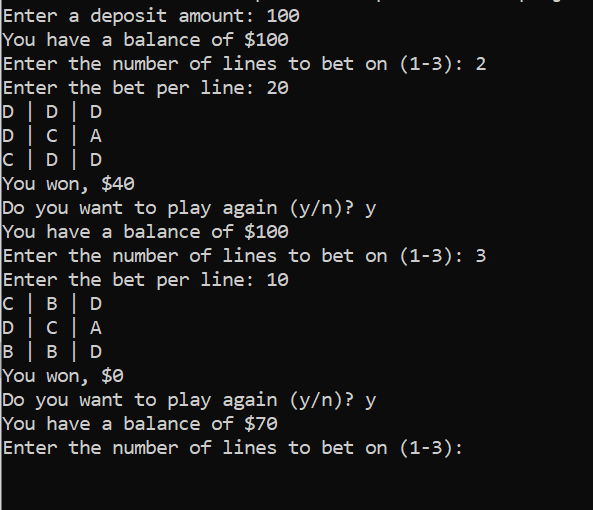 Enter a deposit amount: 100
You have a balance of $100
Enter the number of lines to bet on (1-3): 2
Enter the bet per line: 20
D | D | D
D | C | A
C | D | D
You won, $40
Do you want to play again (y/n)? y
You have a balance of $100
Enter the number of lines to bet on (1-3): 3
Enter the bet per line: 10
C | B | D
D | C | A
B | B | D
You won, $0
Do you want to play again (y/n)? y
You have a balance of $70
Enter the number of lines to bet on (1-3):